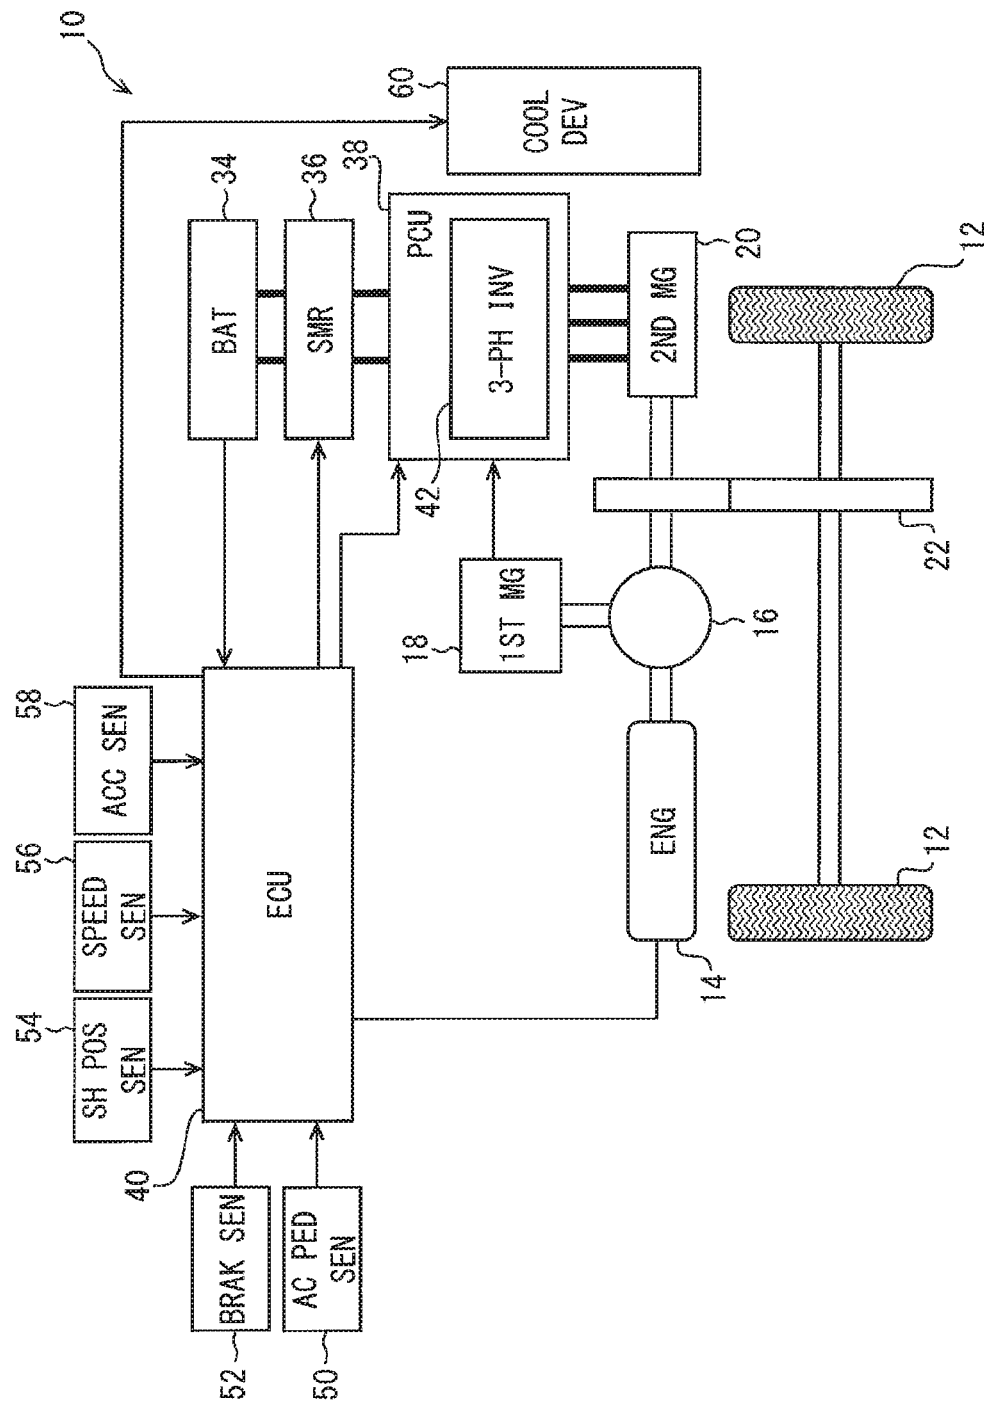 10
58
ACC SEN
56
SPEED
SEN
54
SH POS
SEN
40
ECU
52
BRAK SEN
50
AC PED
SEN
34
BAT
36
SMR
38
PCU
42
3-PH INV
60
COOL
DEV
18
1ST MG
20
2ND MG
16
ENG
14
22
12
12